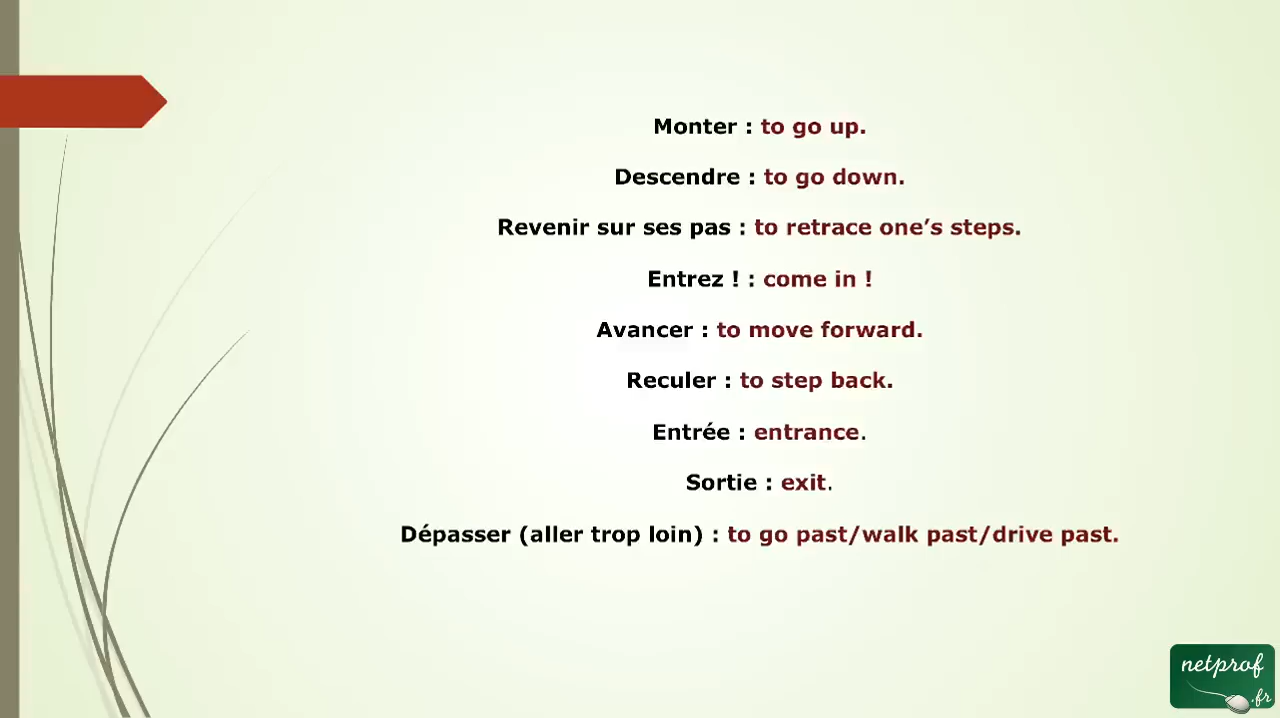 Monter : to go up.
Descendre : to go down.
Revenir sur ses pas : to retrace one’s steps.
Entrez ! : come in !
Avancer : to move forward.
Reculer : to step back.
Entrée : entrance.
Sortie : exit.
Dépasser (aller trop loin) : to go past/walk past/drive past.
netprof
.fr